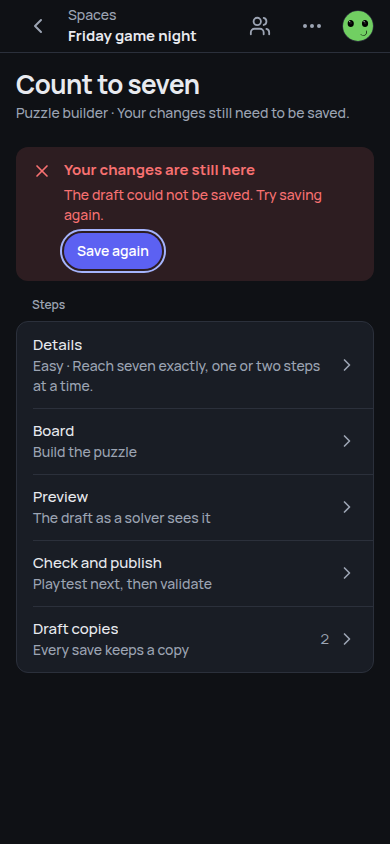 Spaces
Friday game night
Count to seven
Puzzle builder · Your changes still need to be saved.
Your changes are still here
The draft could not be saved. Try saving
again.
Save again
Steps
Details
Easy · Reach seven exactly, one or two steps
at a time.
Board
Build the puzzle
Preview
The draft as a solver sees it
Check and publish
Playtest next, then validate
Draft copies
Every save keeps a copy
2